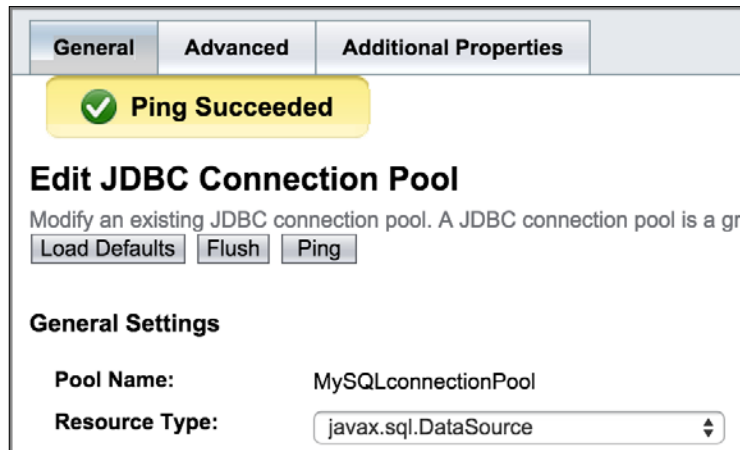 General Advanced Additional Properties
Ping Succeeded
Edit JDBC Connection Pool
Modify an existing JDBC connection pool. A JDBC connection pool is a gr
Load Defaults Flush Ping
General Settings
Pool Name: MySQLconnectionPool
Resource Type: javax.sql.DataSource